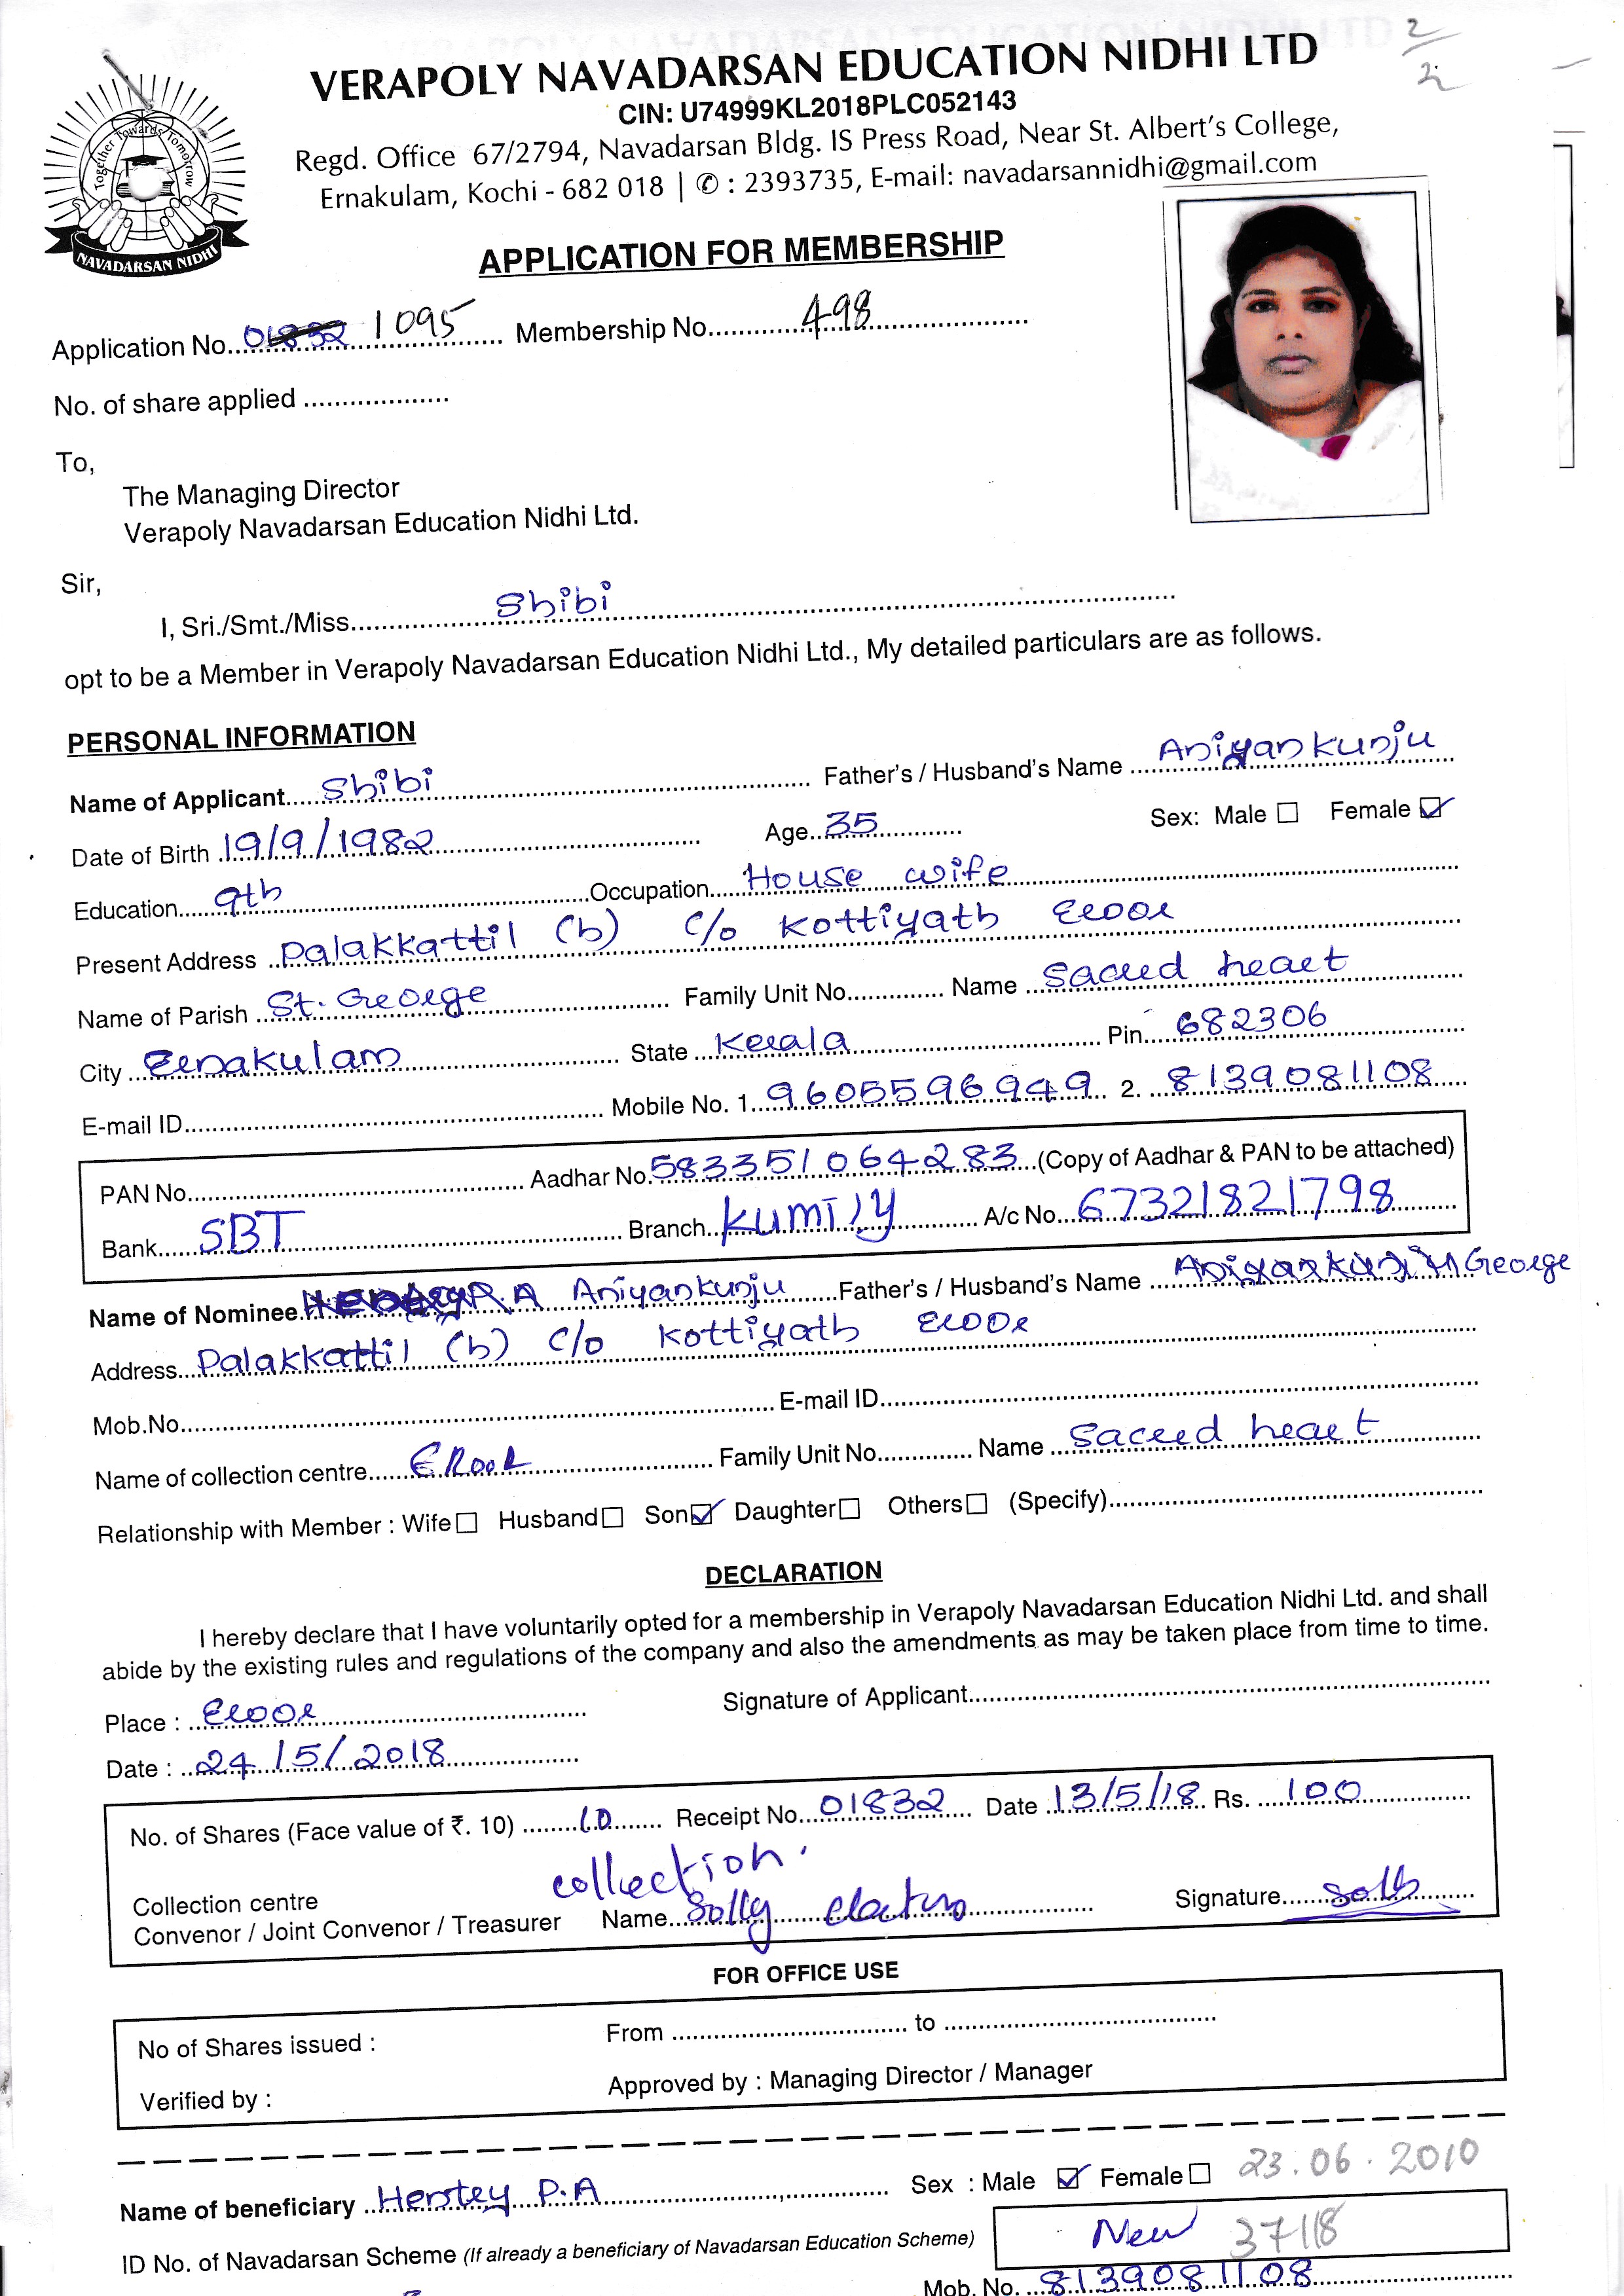 VERAPOLY NAVADARSAN EDUCATION NIDHI LTD
2/2
CIN: U74999KL2018PLC052143
Regd. Office 67/2794, Navadarsan Bldg. IS Press Road, Near St. Albert's College,
Ernakulam, Kochi - 682 018 | ✆ : 2393735, E-mail: navadarsannidhi@gmail.com
Together Towards Tomorrow
NAVADARSAN NIDHI
APPLICATION FOR MEMBERSHIP
Application No. 01832 1095 Membership No. 498
No. of share applied
To,
The Managing Director
Verapoly Navadarsan Education Nidhi Ltd.
Sir,
I, Sri./Smt./Miss. Shibi
opt to be a Member in Verapoly Navadarsan Education Nidhi Ltd., My detailed particulars are as follows.
PERSONAL INFORMATION
Name of Applicant Shibi Father's / Husband's Name Aniyankunju
Date of Birth 19/9/1982 Age 35 Sex: Male ☐ Female ☑
Education 9th Occupation House wife
Present Address Palakkattil (h) C/o Kottiyath Eroor
Name of Parish St. George Family Unit No. Name Sacred heart
City Ernakulam State Kerala Pin 682306
E-mail ID Mobile No. 1. 9605596949 2. 8139081108
PAN No. Aadhar No. 583351064283 (Copy of Aadhar & PAN to be attached)
Bank SBT Branch Kumily A/c No. 67321821798
Name of Nominee P.A Aniyankunju Father's / Husband's Name George
Address Palakkattil (h) C/o Kottiyath Eroor
Mob.No. E-mail ID
Name of collection centre ERooR Family Unit No. Name Sacred heart
Relationship with Member : Wife ☐ Husband ☐ Son ☑ Daughter ☐ Others ☐ (Specify)
DECLARATION
I hereby declare that I have voluntarily opted for a membership in Verapoly Navadarsan Education Nidhi Ltd. and shall
abide by the existing rules and regulations of the company and also the amendments as may be taken place from time to time.
Place : Eroor Signature of Applicant
Date : 24/5/2018
No. of Shares (Face value of ₹. 10) 10 Receipt No. 01832 Date 13/5/18 Rs. 100
collection.
Collection centre
Convenor / Joint Convenor / Treasurer Name Solly Signature Solly
FOR OFFICE USE
No of Shares issued : From to
Verified by : Approved by : Managing Director / Manager
Name of beneficiary Herstey P.A Sex : Male ☑ Female ☐ 23.06.2010
ID No. of Navadarsan Scheme (If already a beneficiary of Navadarsan Education Scheme) New 37/18
Mob. No. 8139081108